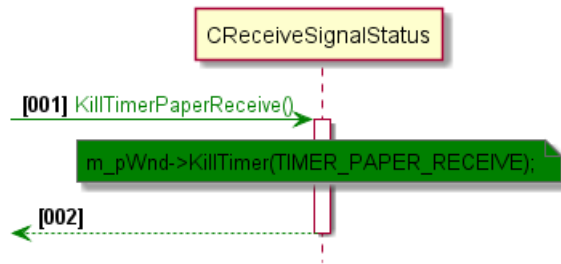 CReceiveSignalStatus
[001] KillTimerPaperReceive()
m_pWnd->KillTimer(TIMER_PAPER_RECEIVE);
[002]